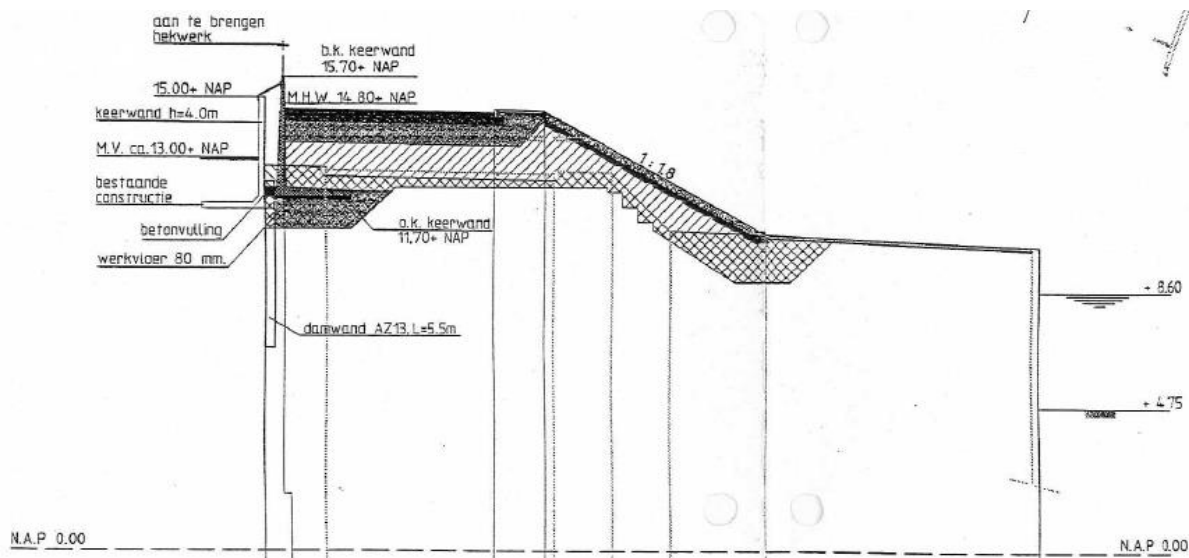 aan te brengen
hekwerk
b.k. keerwand
15.70+ NAP
15.00+ NAP
M.H.W. 14.80+ NAP
keerwand h=4.0m
M.V. ca.13.00+ NAP
bestaande
constructie
1:1.8
betonvulling
o.k. keerwand
11.70+ NAP
werkvloer 80 mm.
+ 8.60
damwand AZ13, L=5.5m
+ 4.75
N.A.P 0.00
N.A.P 0.00